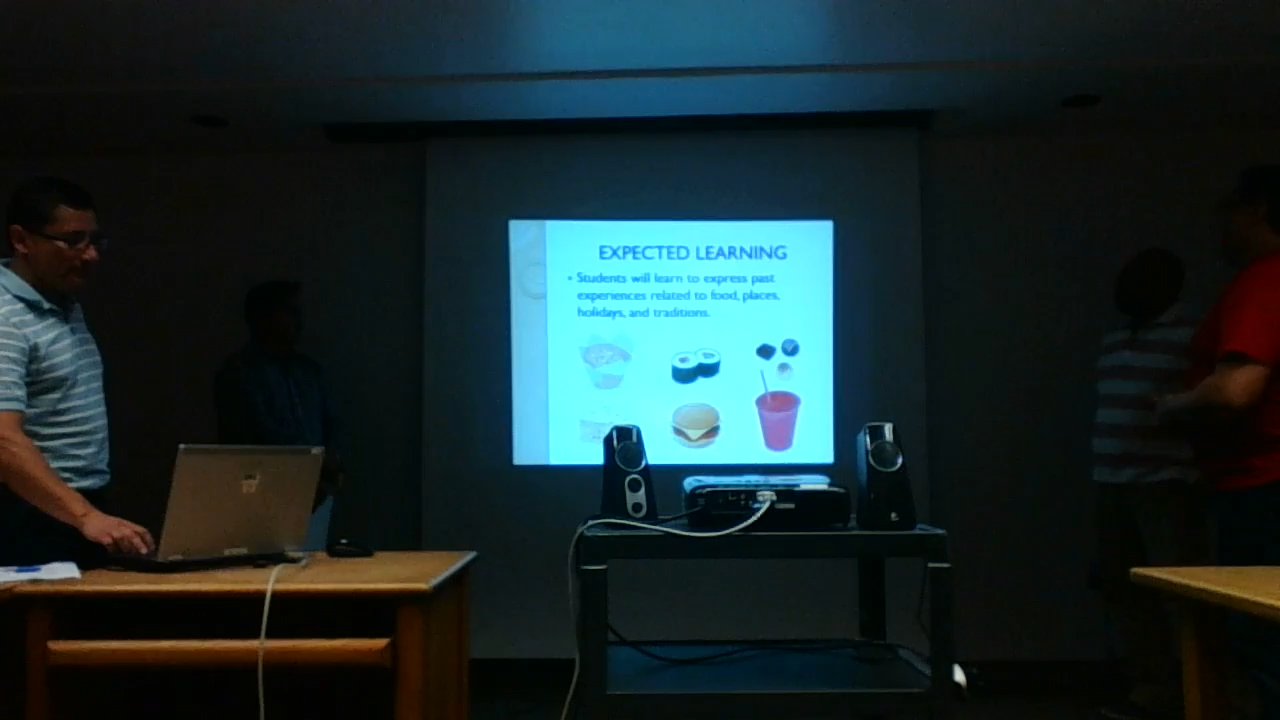 EXPECTED LEARNING
• Students will learn to express past
experiences related to food, places,
holidays, and traditions.